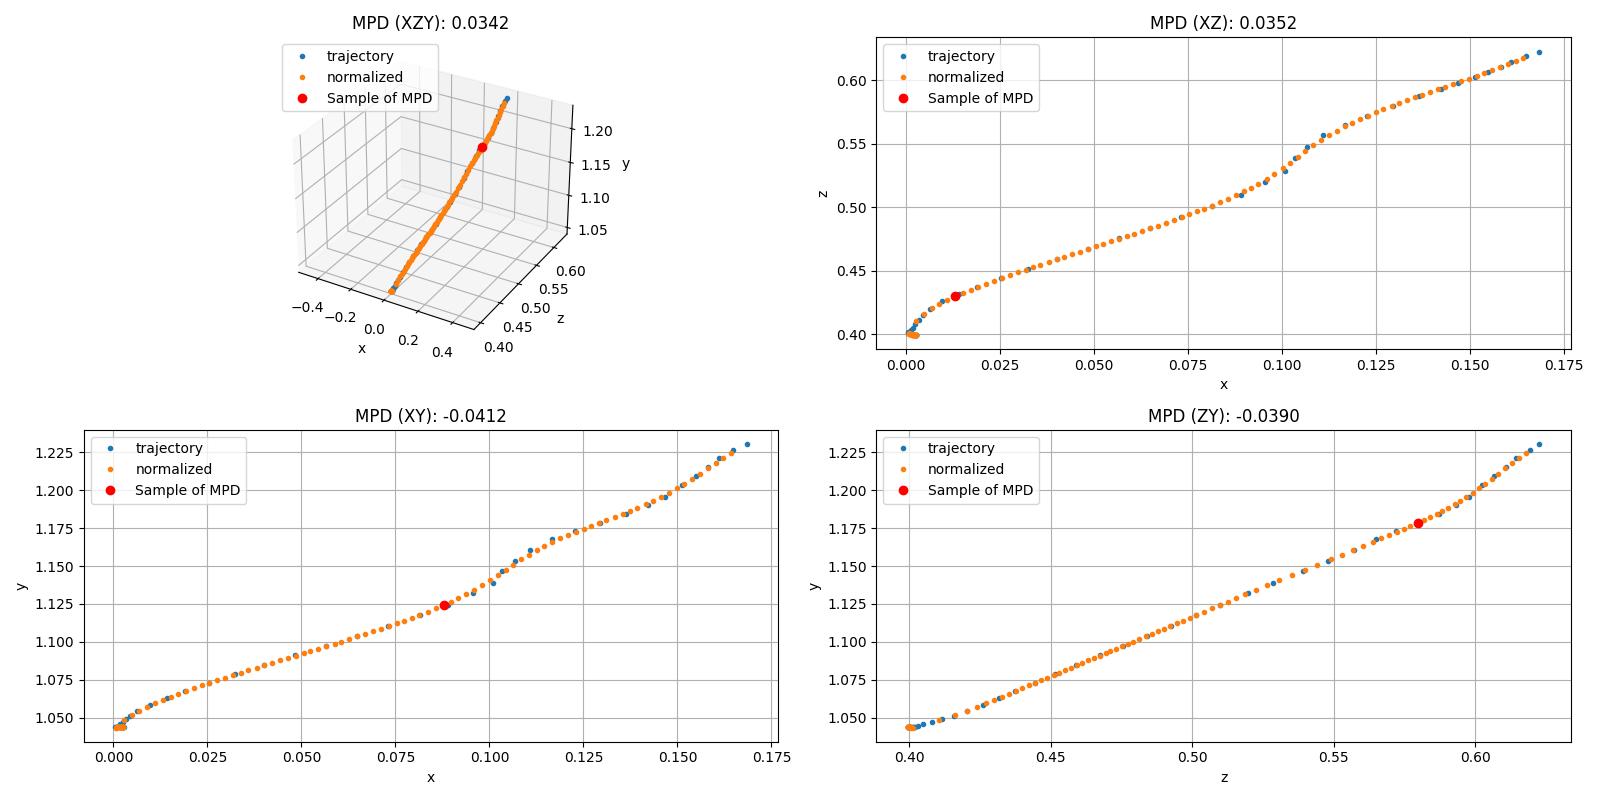 MPD (XZY): 0.0342
trajectory
normalized
Sample of MPD
1.20
1.15
1.10
1.05
y
0.60
0.55
0.50
0.45
0.40
z
−0.4
−0.2
0.0
0.2
0.4
x
MPD (XZ): 0.0352
trajectory
normalized
Sample of MPD
0.60
0.55
0.50
0.45
0.40
z
0.000 0.025 0.050 0.075 0.100 0.125 0.150 0.175
x
MPD (XY): -0.0412
trajectory
normalized
Sample of MPD
1.225
1.200
1.175
1.150
1.125
1.100
1.075
1.050
y
0.000 0.025 0.050 0.075 0.100 0.125 0.150 0.175
x
MPD (ZY): -0.0390
trajectory
normalized
Sample of MPD
1.225
1.200
1.175
1.150
1.125
1.100
1.075
1.050
y
0.40 0.45 0.50 0.55 0.60
z